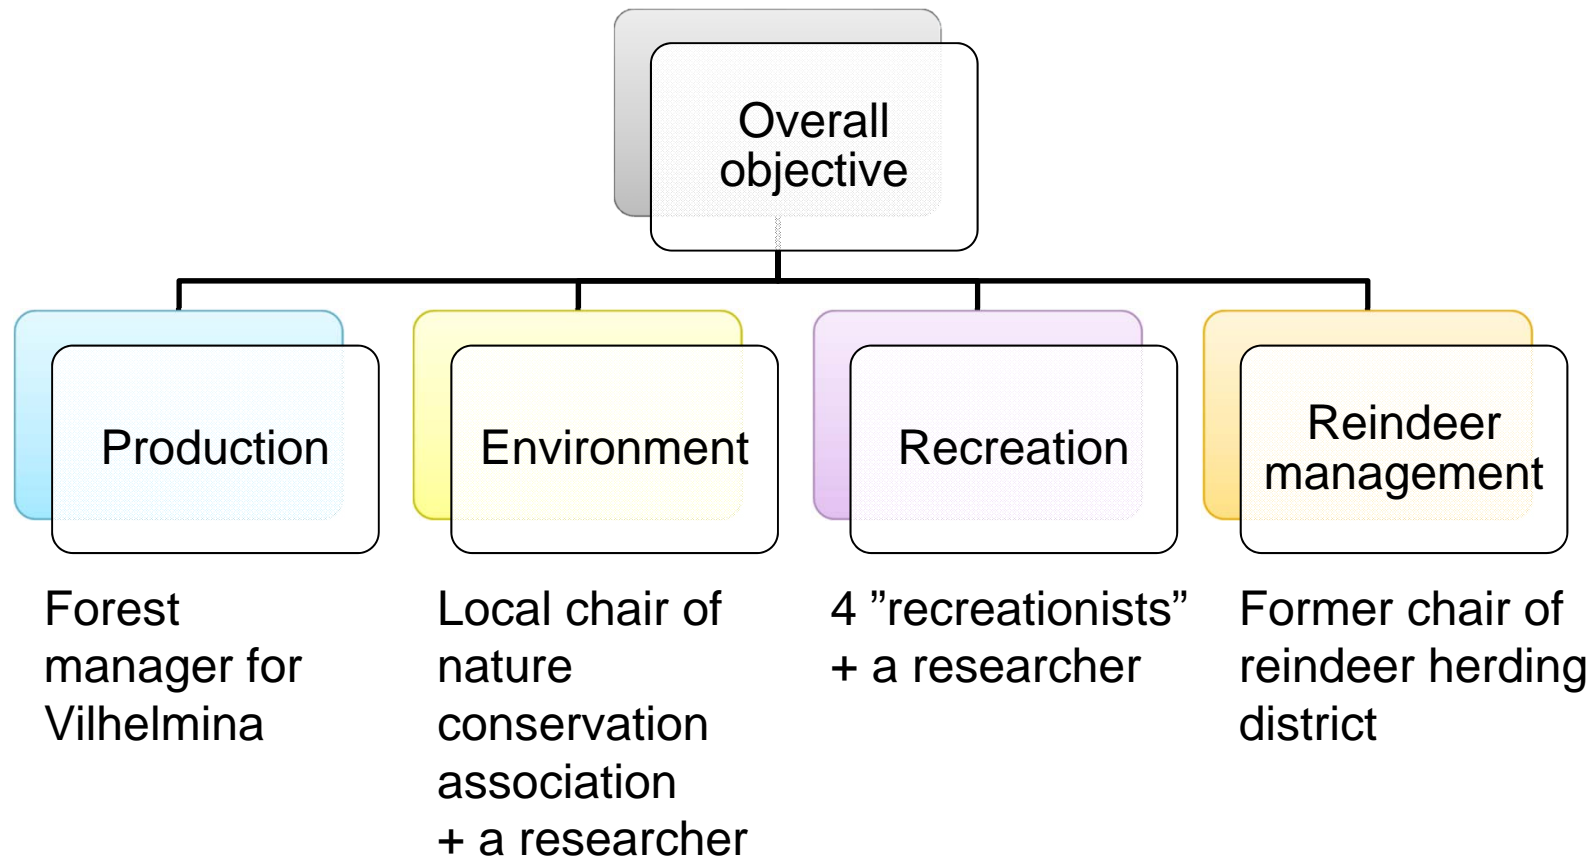 Overall
objective
Production
Environment
Recreation
Reindeer
management
Forest
manager for
Vilhelmina
Local chair of
nature
conservation
association
+ a researcher
4 ”recreationists”
+ a researcher
Former chair of
reindeer herding
district